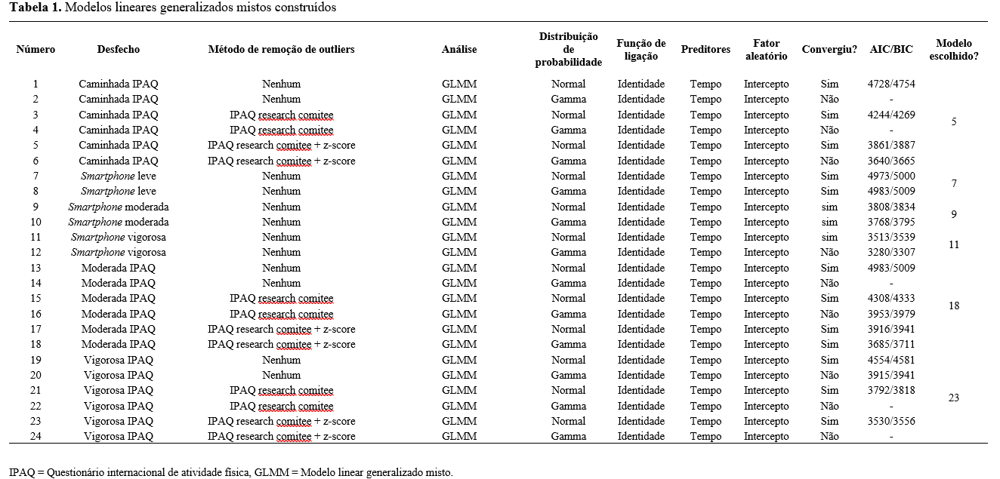 Tabela 1. Modelos lineares generalizados mistos construídos
Número Desfecho Método de remoção de outliers Análise Distribuição de probabilidade Função de ligação Preditores Fator aleatório Convergiu? AIC/BIC Modelo escolhido?
1 Caminhada IPAQ Nenhum GLMM Normal Identidade Tempo Intercepto Sim 4728/4754
2 Caminhada IPAQ Nenhum GLMM Gamma Identidade Tempo Intercepto Não -
3 Caminhada IPAQ IPAQ research comitee GLMM Normal Identidade Tempo Intercepto Sim 4244/4269
5
4 Caminhada IPAQ IPAQ research comitee GLMM Gamma Identidade Tempo Intercepto Não -
5 Caminhada IPAQ IPAQ research comitee + z-score GLMM Normal Identidade Tempo Intercepto Sim 3861/3887
6 Caminhada IPAQ IPAQ research comitee + z-score GLMM Gamma Identidade Tempo Intercepto Não 3640/3665
7 Smartphone leve Nenhum GLMM Normal Identidade Tempo Intercepto Sim 4973/5000
7
8 Smartphone leve Nenhum GLMM Gamma Identidade Tempo Intercepto Sim 4983/5009
9 Smartphone moderada Nenhum GLMM Normal Identidade Tempo Intercepto sim 3808/3834
9
10 Smartphone moderada Nenhum GLMM Gamma Identidade Tempo Intercepto sim 3768/3795
11 Smartphone vigorosa Nenhum GLMM Normal Identidade Tempo Intercepto sim 3513/3539
11
12 Smartphone vigorosa Nenhum GLMM Gamma Identidade Tempo Intercepto Não 3280/3307
13 Moderada IPAQ Nenhum GLMM Normal Identidade Tempo Intercepto Sim 4983/5009
14 Moderada IPAQ Nenhum GLMM Gamma Identidade Tempo Intercepto Não -
15 Moderada IPAQ IPAQ research comitee GLMM Normal Identidade Tempo Intercepto Sim 4308/4333
18
16 Moderada IPAQ IPAQ research comitee GLMM Gamma Identidade Tempo Intercepto Não 3953/3979
17 Moderada IPAQ IPAQ research comitee + z-score GLMM Normal Identidade Tempo Intercepto Sim 3916/3941
18 Moderada IPAQ IPAQ research comitee + z-score GLMM Gamma Identidade Tempo Intercepto Sim 3685/3711
19 Vigorosa IPAQ Nenhum GLMM Normal Identidade Tempo Intercepto Sim 4554/4581
20 Vigorosa IPAQ Nenhum GLMM Gamma Identidade Tempo Intercepto Não 3915/3941
21 Vigorosa IPAQ IPAQ research comitee GLMM Normal Identidade Tempo Intercepto Sim 3792/3818
23
22 Vigorosa IPAQ IPAQ research comitee GLMM Gamma Identidade Tempo Intercepto Não -
23 Vigorosa IPAQ IPAQ research comitee + z-score GLMM Normal Identidade Tempo Intercepto Sim 3530/3556
24 Vigorosa IPAQ IPAQ research comitee + z-score GLMM Gamma Identidade Tempo Intercepto Não -
IPAQ = Questionário internacional de atividade física, GLMM = Modelo linear generalizado misto.